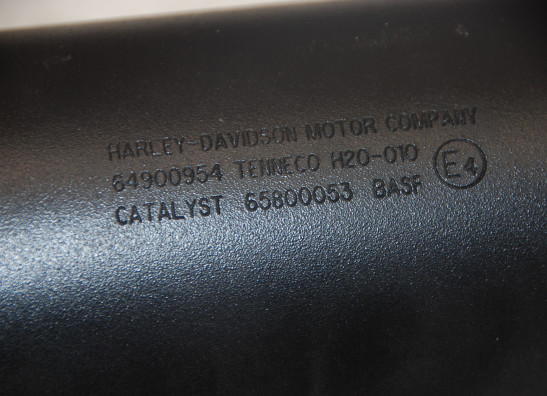 HARLEY-DAVIDSON MOTOR COMPANY
64900954 TENNECO H20-010 E4
CATALYST 65800053 BASF